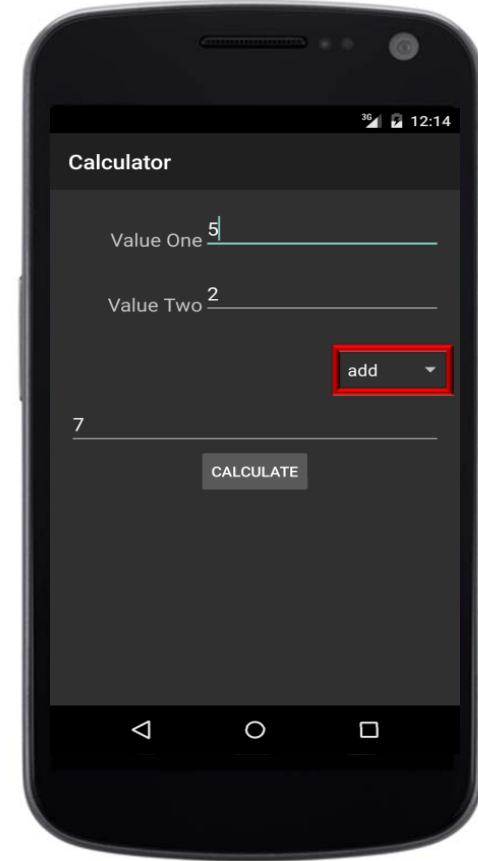 3G 12:14
Calculator
Value One 5
Value Two 2
add
7
CALCULATE